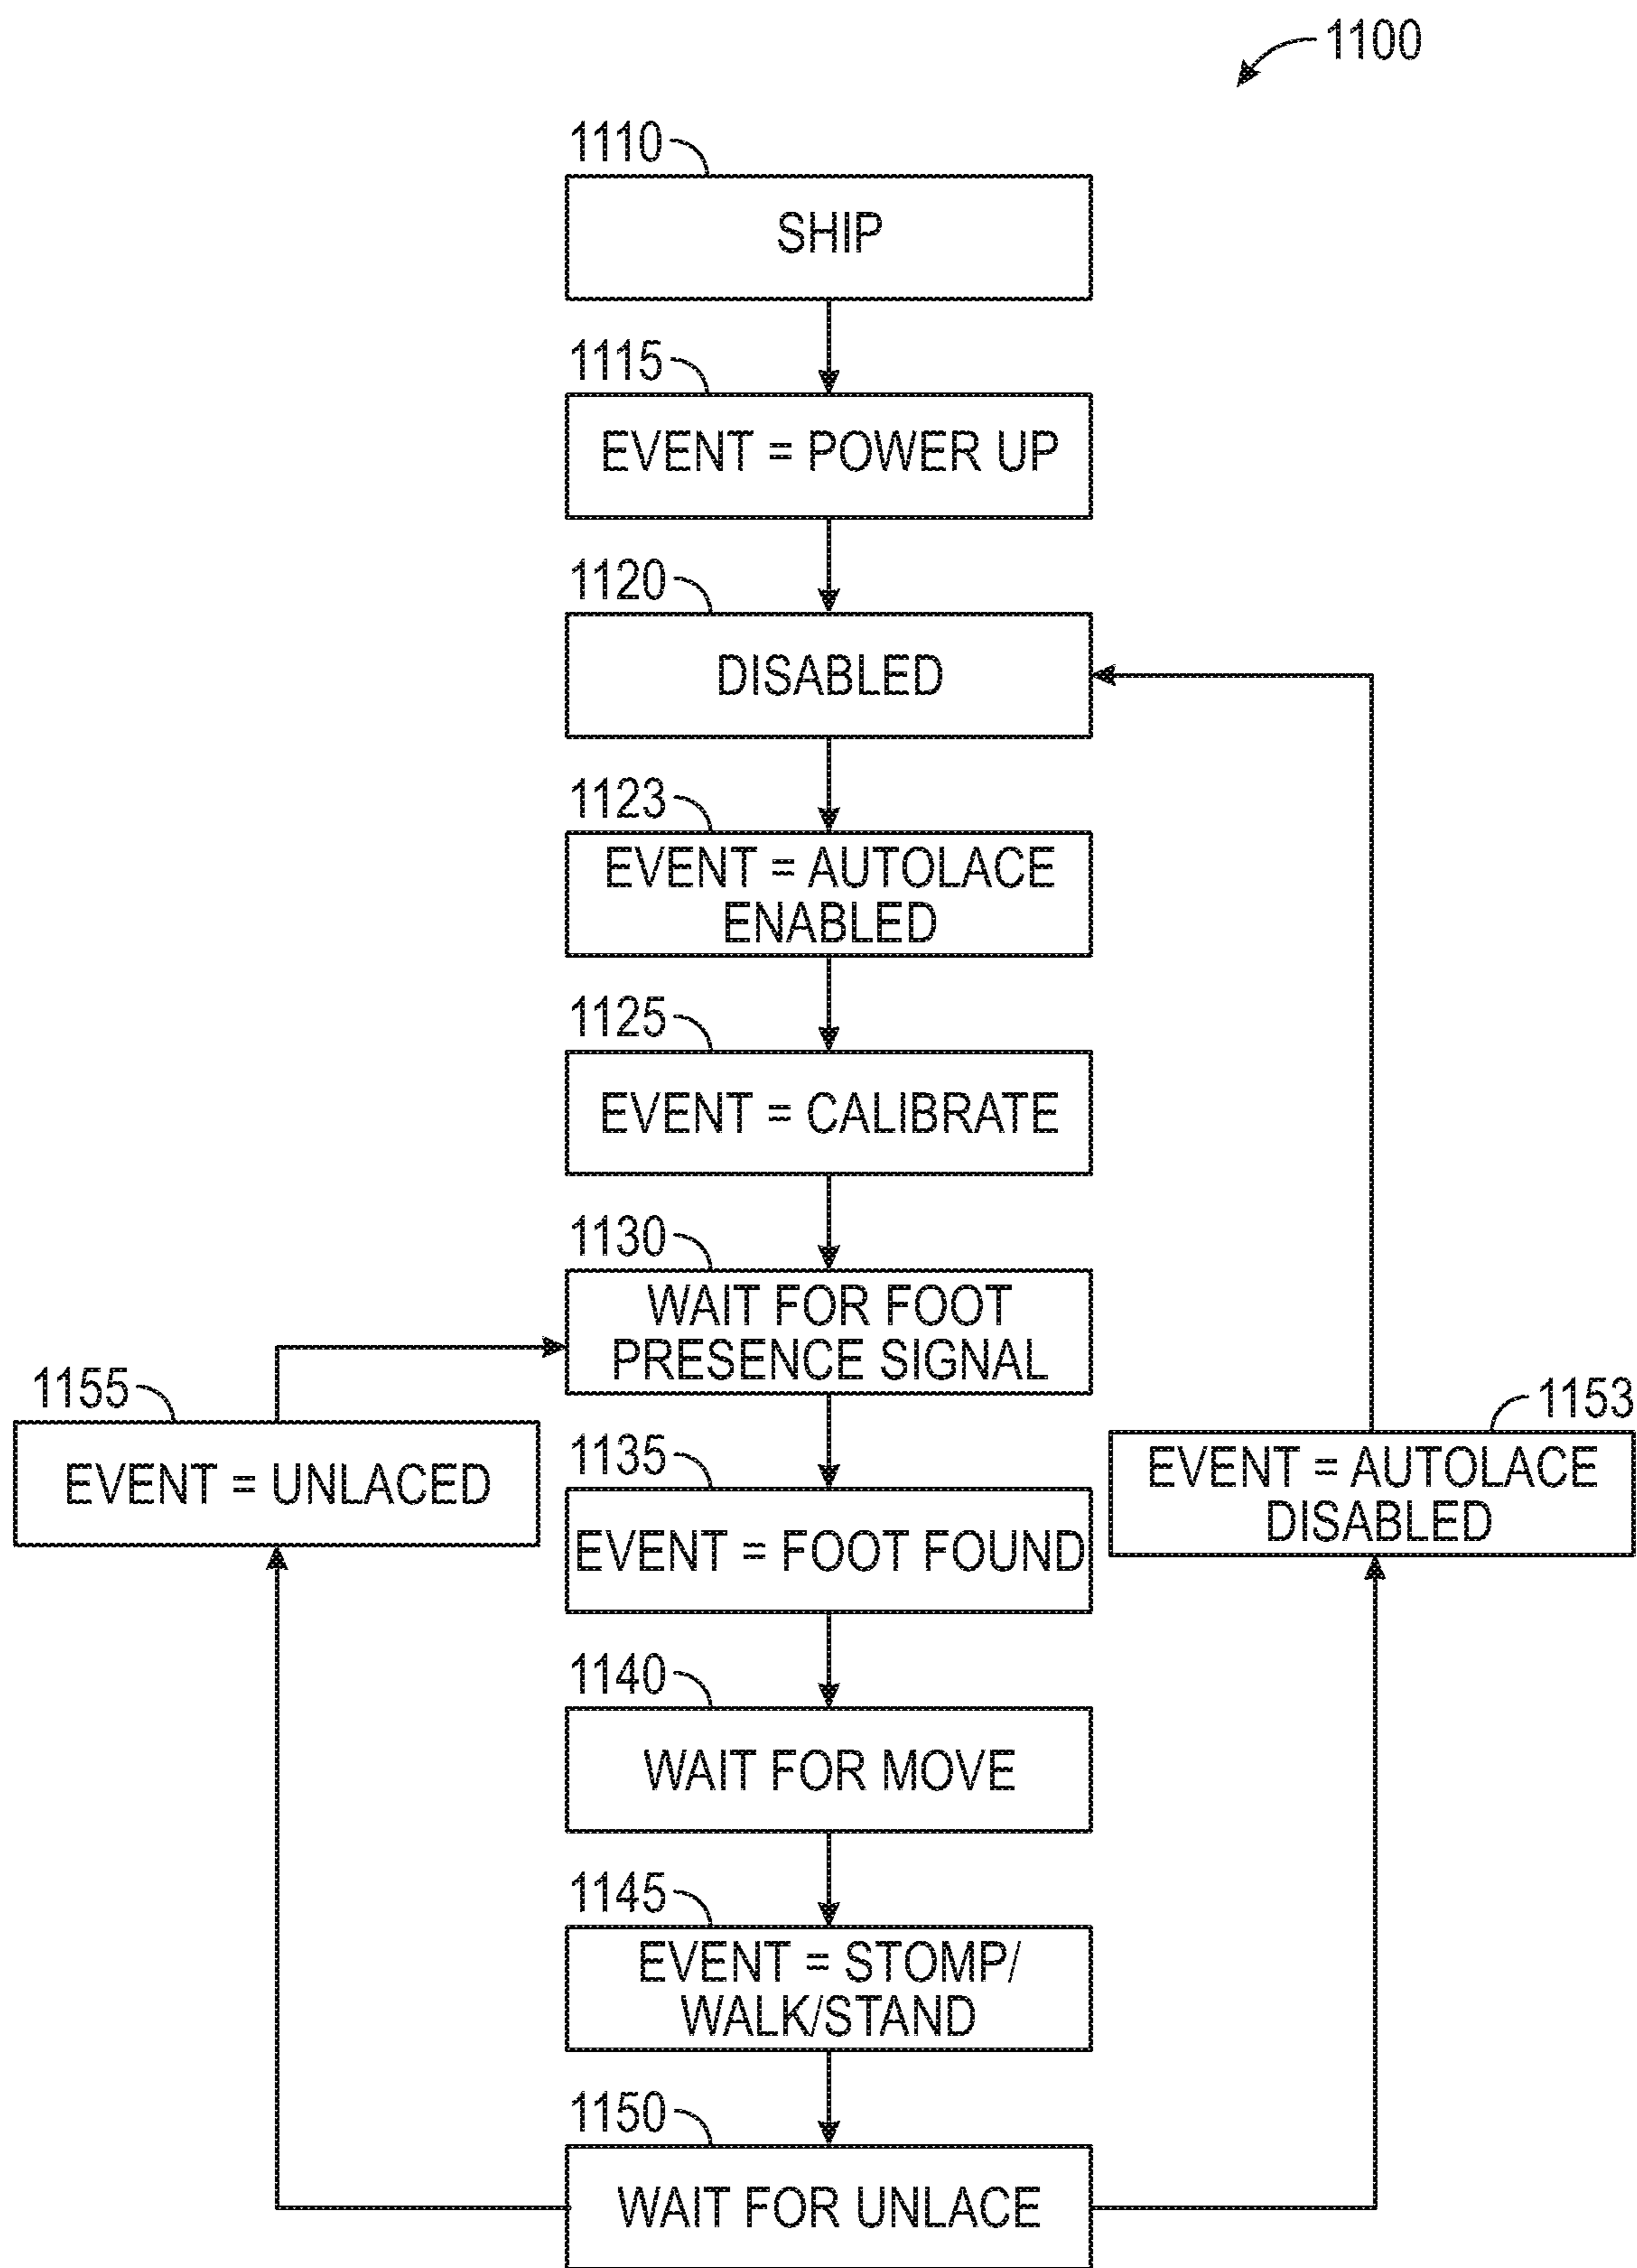 1100
1110
SHIP
1115
EVENT = POWER UP
1120
DISABLED
1123
EVENT = AUTOLACE
ENABLED
1125
EVENT = CALIBRATE
1130
WAIT FOR FOOT
PRESENCE SIGNAL
1155
EVENT = UNLACED
1135
EVENT = FOOT FOUND
1153
EVENT = AUTOLACE
DISABLED
1140
WAIT FOR MOVE
1145
EVENT = STOMP/
WALK/STAND
1150
WAIT FOR UNLACE